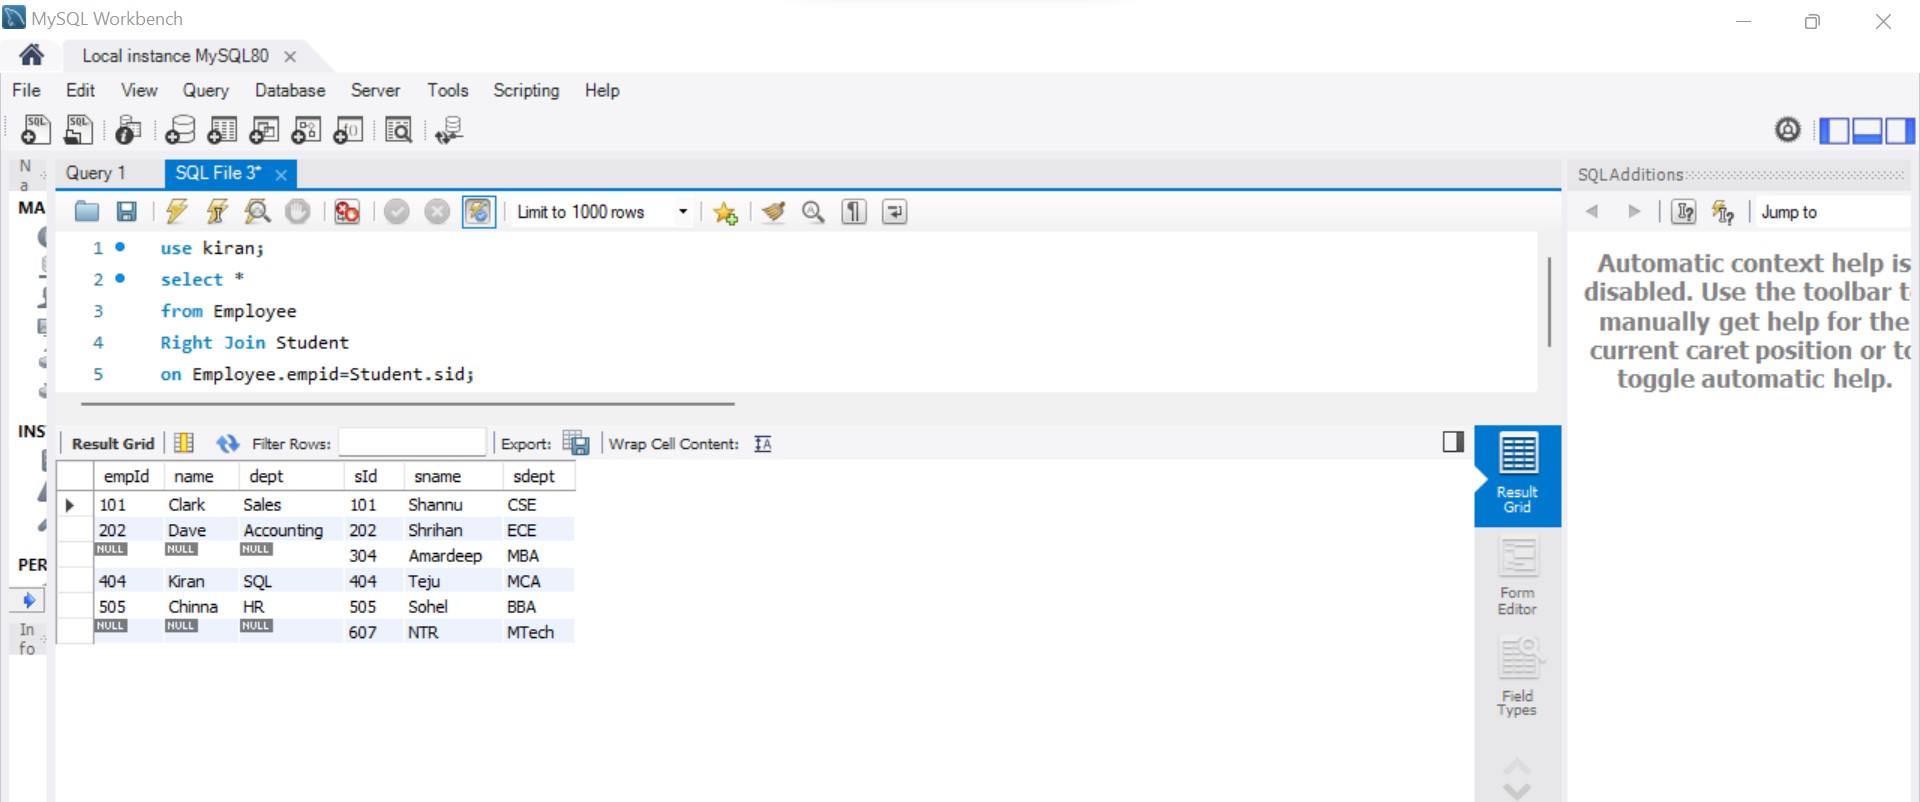 MySQL Workbench
Local instance MySQL80
File Edit View Query Database Server Tools Scripting Help
N
a
Query 1 SQL File 3*
SQLAdditions
MA
Limit to 1000 rows
Jump to
1 use kiran;
2 select *
3 from Employee
4 Right Join Student
5 on Employee.empid=Student.sid;
Automatic context help is
disabled. Use the toolbar t
manually get help for the
current caret position or to
toggle automatic help.
INS
Result Grid Filter Rows: Export: Wrap Cell Content:
empId name dept sId sname sdept
101 Clark Sales 101 Shannu CSE
202 Dave Accounting 202 Shrihan ECE
NULL NULL NULL 304 Amardeep MBA
404 Kiran SQL 404 Teju MCA
505 Chinna HR 505 Sohel BBA
NULL NULL NULL 607 NTR MTech
PER
In
fo
Result
Grid
Form
Editor
Field
Types